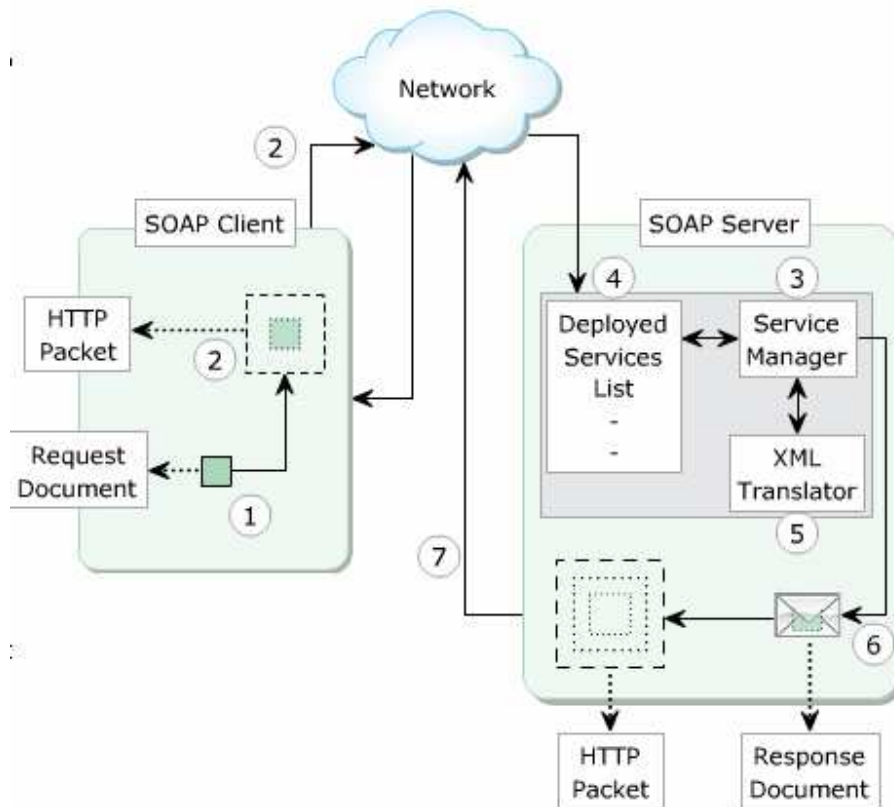 Network
2
SOAP Client
SOAP Server
4
3
HTTP
Packet
2
Deployed
Services
List
-
-
Service
Manager
Request
Document
1
XML
Translator
5
7
6
HTTP
Packet
Response
Document